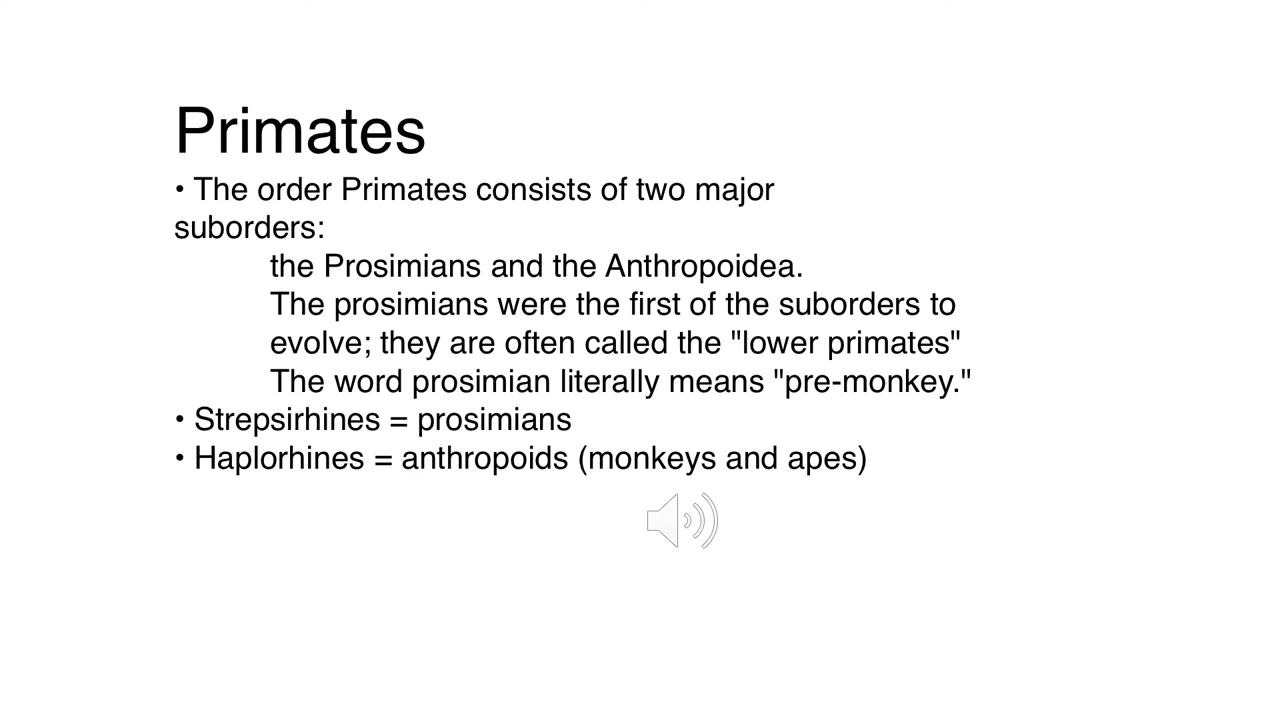 Primates
• The order Primates consists of two major
suborders:
the Prosimians and the Anthropoidea.
The prosimians were the first of the suborders to
evolve; they are often called the "lower primates"
The word prosimian literally means "pre-monkey."
• Strepsirhines = prosimians
• Haplorhines = anthropoids (monkeys and apes)